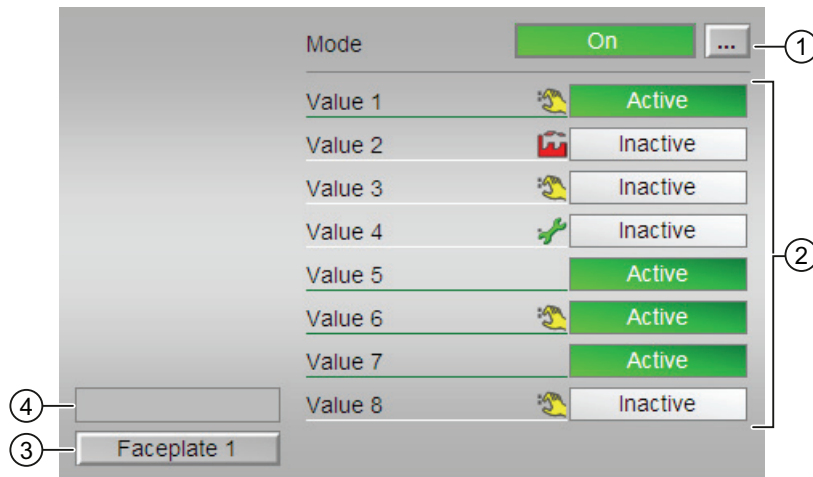 Mode On ... 1
Value 1 Active
Value 2 Inactive
Value 3 Inactive
Value 4 Inactive
2
Value 5 Active
Value 6 Active
Value 7 Active
4 Value 8 Inactive
3 Faceplate 1